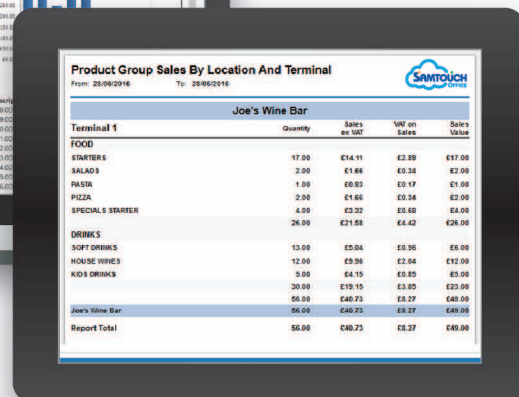 Product Group Sales By Location And Terminal
From: 28/06/2016 To: 28/06/2016
SAMTOUCH
OFFICE
Joe's Wine Bar
Terminal 1 Quantity Sales ex VAT VAT on Sales Sales Value
FOOD
STARTERS 17.00 £14.11 £2.89 £17.00
SALADS 2.00 £1.66 £0.34 £2.00
PASTA 1.00 £0.83 £0.17 £1.00
PIZZA 2.00 £1.66 £0.34 £2.00
SPECIALS STARTER 4.00 £3.32 £0.68 £4.00
26.00 £21.58 £4.42 £26.00
DRINKS
SOFT DRINKS 13.00 £5.04 £0.96 £6.00
HOUSE WINES 12.00 £9.96 £2.04 £12.00
KIDS DRINKS 5.00 £4.15 £0.85 £5.00
30.00 £19.15 £3.85 £23.00
56.00 £40.73 £8.27 £49.00
Joe's Wine Bar 56.00 £40.73 £8.27 £49.00
Report Total 56.00 £40.73 £8.27 £49.00